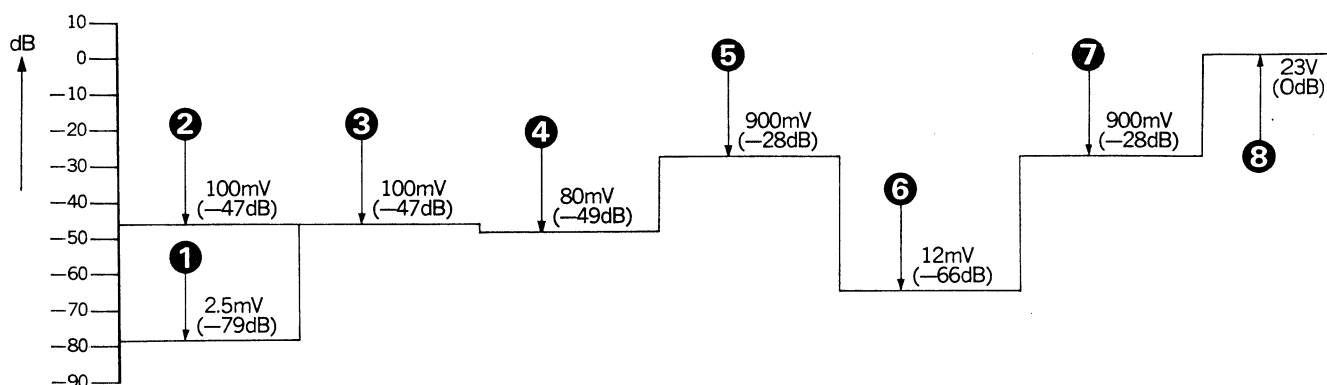 10
dB
0
—10
—20
—30
—40
—50
—60
—70
—80
—90
2
100mV
(—47dB)
1
2.5mV
(—79dB)
3
100mV
(—47dB)
4
80mV
(—49dB)
5
900mV
(—28dB)
6
12mV
(—66dB)
7
900mV
(—28dB)
23V
(0dB)
8